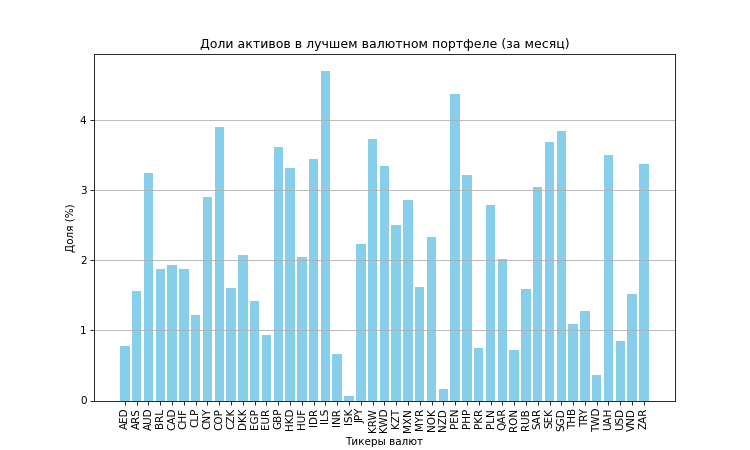 Доли активов в лучшем валютном портфеле (за месяц)
Доля (%)
4
3
2
1
0
AED ARS AUD BRL CAD CHF CLP CNY COP CZK DKK EGP EUR GBP HKD HUF IDR ILS INR ISK JPY KRW KWD KZT MXN MYR NOK NZD PEN PHP PKR PLN QAR RON RUB SAR SEK SGD THB TRY TWD UAH USD VND ZAR
Тикеры валют